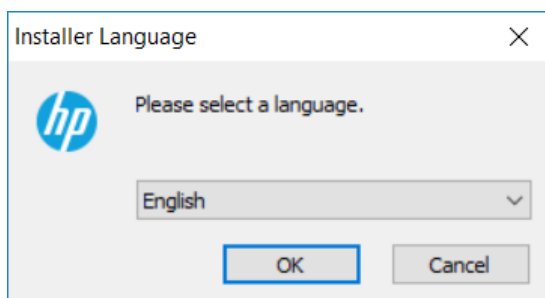 Installer Language
hp
Please select a language.
English
OK
Cancel